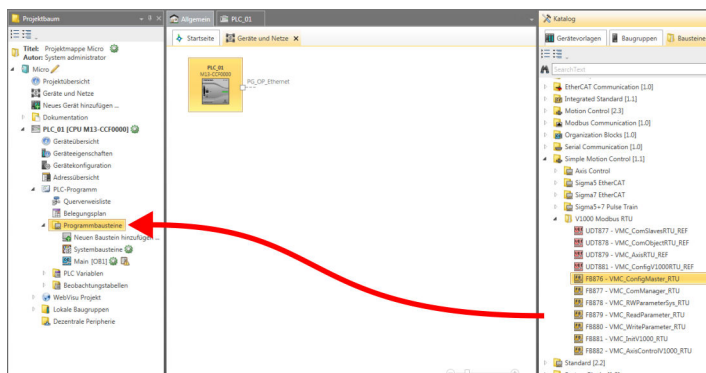 Projektbaum
Titel: Projektmappe Micro
Autor: System administrator
Micro
Projektübersicht
Geräte und Netze
Neues Gerät hinzufügen ...
Dokumentation
PLC_01 [CPU M13-CCF0000]
Geräteübersicht
Geräteeigenschaften
Gerätekonfiguration
Adressübersicht
PLC-Programm
Querverweisliste
Belegungsplan
Programmbausteine
Neuen Baustein hinzufügen ...
Systembausteine
Main [OB1]
PLC Variablen
Beobachtungstabellen
WebVisu Projekt
Lokale Baugruppen
Dezentrale Peripherie
Allgemein PLC_01
Startseite Geräte und Netze
PLC_01
M13-CCF0000
PG_OP_Ethernet
Katalog
Gerätevorlagen Baugruppen Bausteine
SearchText
EtherCAT Communication [1.0]
Integrated Standard [1.1]
Motion Control [2.3]
Modbus Communication [1.0]
Organization Blocks [1.0]
Serial Communication [1.0]
Simple Motion Control [1.1]
Axis Control
Sigma5 EtherCAT
Sigma7 EtherCAT
Sigma5+7 Pulse Train
V1000 Modbus RTU
UDT877 - VMC_ComSlavesRTU_REF
UDT878 - VMC_ComObjectRTU_REF
UDT879 - VMC_AxisRTU_REF
UDT881 - VMC_ConfigV1000RTU_REF
FB876 - VMC_ConfigMaster_RTU
FB877 - VMC_ComManager_RTU
FB878 - VMC_RWParameterSys_RTU
FB879 - VMC_ReadParameter_RTU
FB880 - VMC_WriteParameter_RTU
FB881 - VMC_InitV1000_RTU
FB882 - VMC_AxisControlV1000_RTU
Standard [2.2]